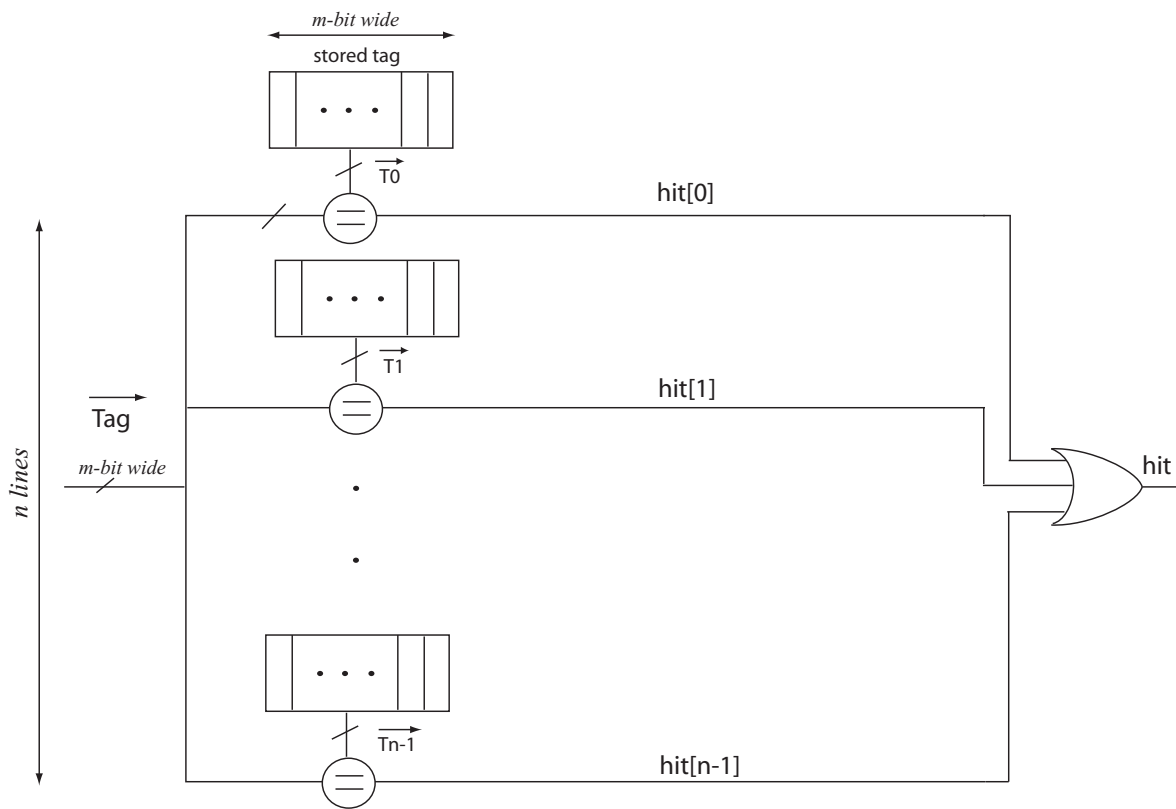 m-bit wide
stored tag
T0
hit[0]
T1
hit[1]
Tag
m-bit wide
n lines
hit
Tn-1
hit[n-1]